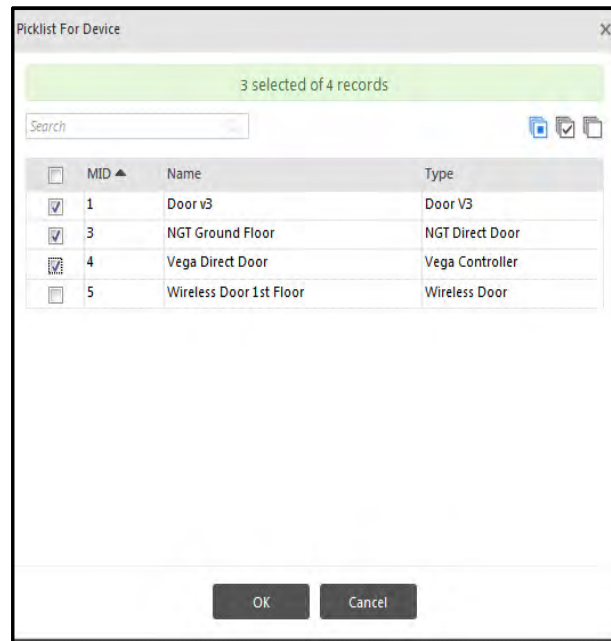 Picklist For Device
3 selected of 4 records
Search
MID Name Type
1 Door v3 Door V3
3 NGT Ground Floor NGT Direct Door
4 Vega Direct Door Vega Controller
5 Wireless Door 1st Floor Wireless Door
OK Cancel